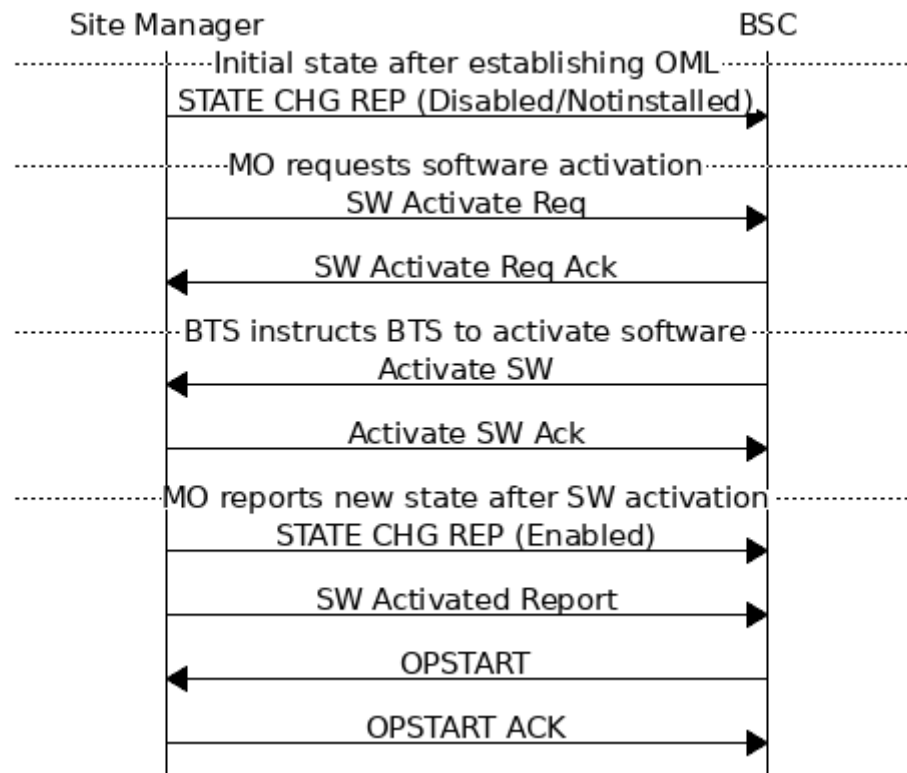 Site Manager BSC
Initial state after establishing OML
STATE CHG REP (Disabled/Notinstalled)
MO requests software activation
SW Activate Req
SW Activate Req Ack
BTS instructs BTS to activate software
Activate SW
Activate SW Ack
MO reports new state after SW activation
STATE CHG REP (Enabled)
SW Activated Report
OPSTART
OPSTART ACK